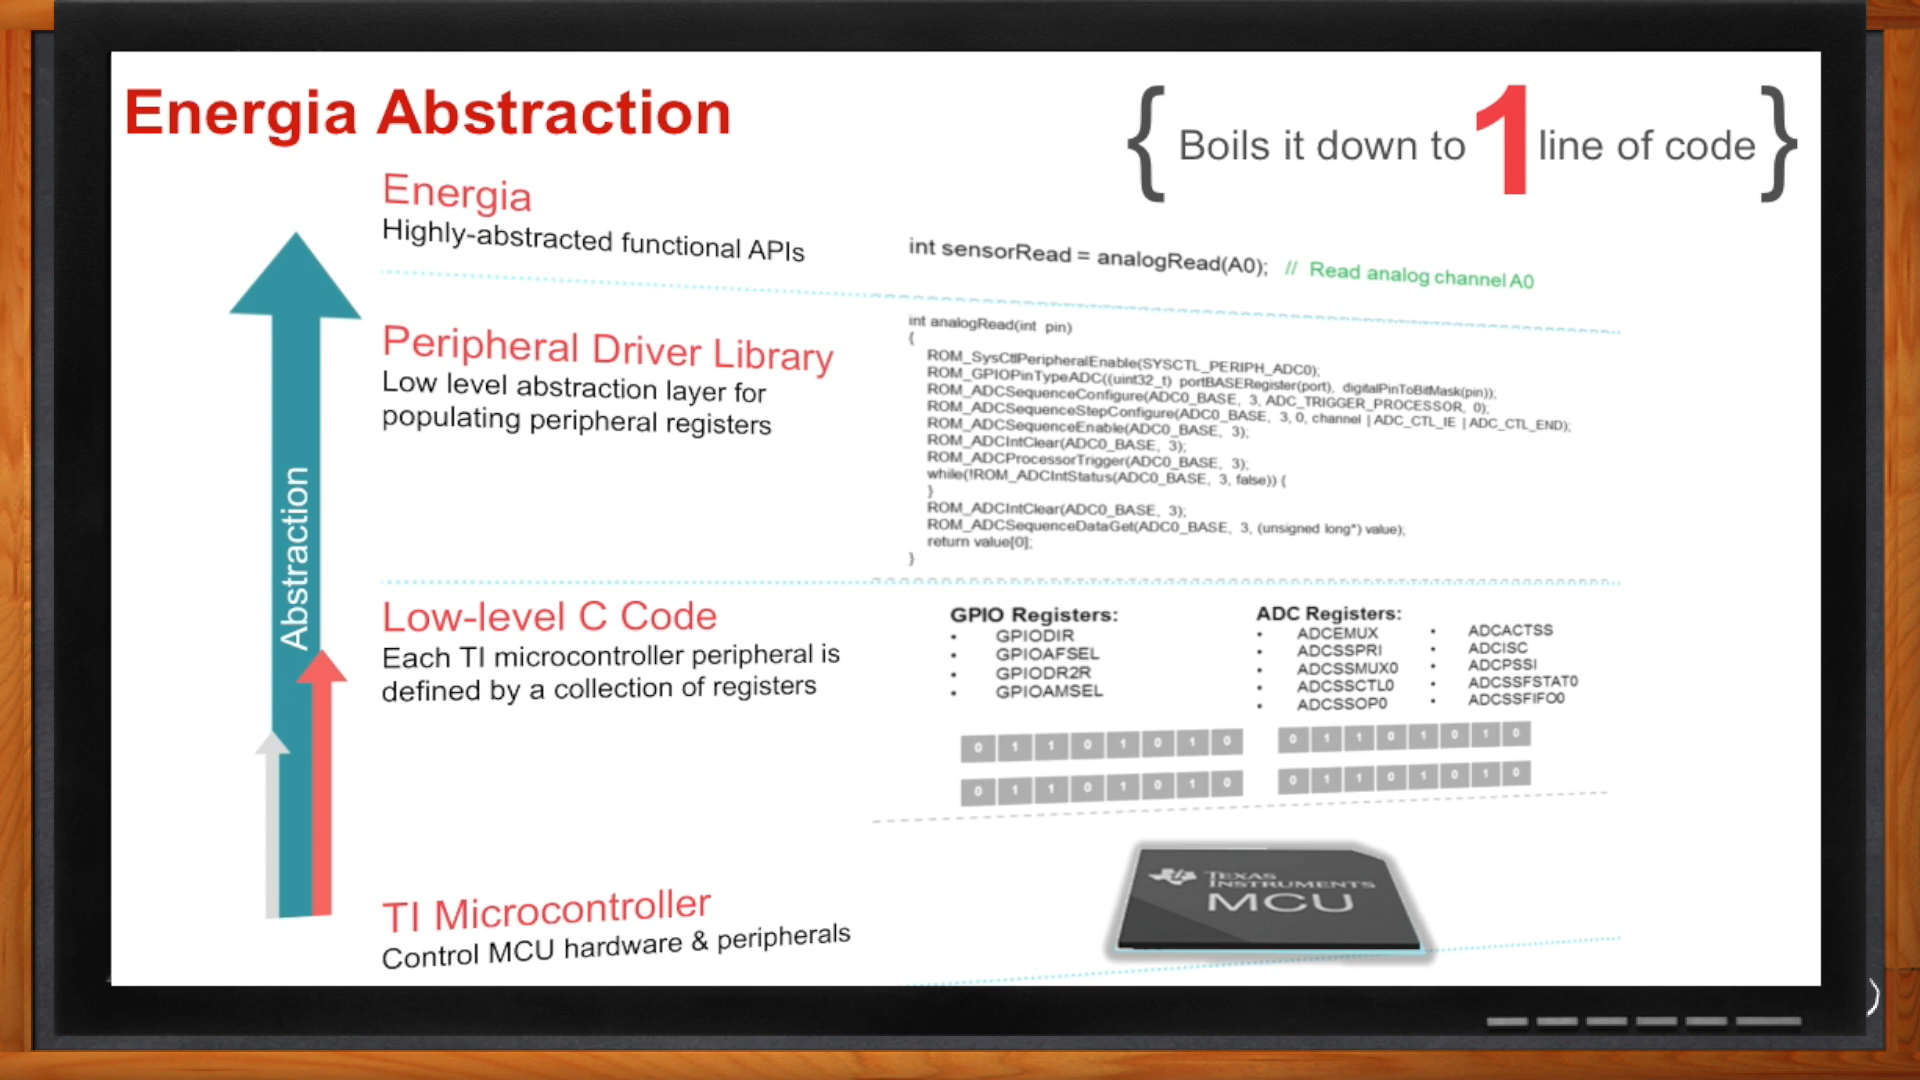 Energia Abstraction
{ Boils it down to 1 line of code }
Energia
Highly-abstracted functional APIs
int sensorRead = analogRead(A0); // Read analog channel A0
Peripheral Driver Library
Low level abstraction layer for
populating peripheral registers
int analogRead(int pin)
{
ROM_SysCtlPeripheralEnable(SYSCTL_PERIPH_ADC0);
ROM_GPIOPinTypeADC((uint32_t) portBASERegister(port), digitalPinToBitMask(pin));
ROM_ADCSequenceConfigure(ADC0_BASE, 3, ADC_TRIGGER_PROCESSOR, 0);
ROM_ADCSequenceStepConfigure(ADC0_BASE, 3, 0, channel | ADC_CTL_IE | ADC_CTL_END);
ROM_ADCSequenceEnable(ADC0_BASE, 3);
ROM_ADCIntClear(ADC0_BASE, 3);
ROM_ADCProcessorTrigger(ADC0_BASE, 3);
while(!ROM_ADCIntStatus(ADC0_BASE, 3, false)) {
}
ROM_ADCIntClear(ADC0_BASE, 3);
ROM_ADCSequenceDataGet(ADC0_BASE, 3, (unsigned long*) value);
return value[0];
}
Abstraction
Low-level C Code
Each TI microcontroller peripheral is
defined by a collection of registers
GPIO Registers:
• GPIODIR
• GPIOAFSEL
• GPIODR2R
• GPIOAMSEL
ADC Registers:
• ADCEMUX
• ADCSSPRI
• ADCSSMUX0
• ADCSSCTL0
• ADCSSOP0
• ADCACTSS
• ADCISC
• ADCPSSI
• ADCSSFSTAT0
• ADCSSFIFO0
0 1 1 0 1 0 1 0
0 1 1 0 1 0 1 0
0 1 1 0 1 0 1 0
0 1 1 0 1 0 1 0
TI Microcontroller
Control MCU hardware & peripherals
TEXAS
INSTRUMENTS
MCU
)